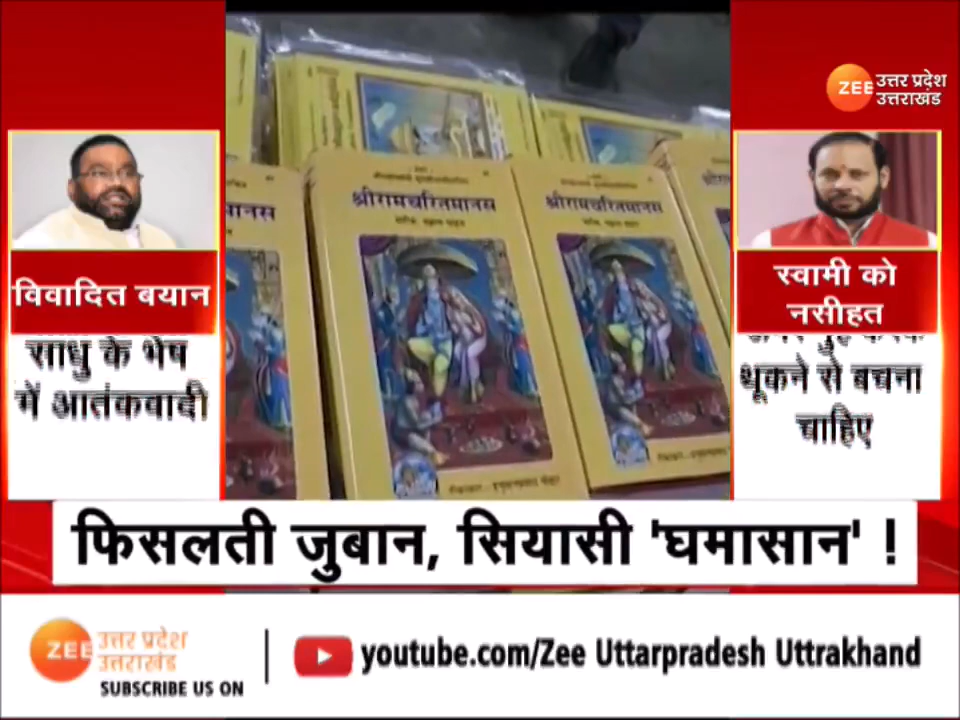 ZEE उत्तर प्रदेश
उत्तराखंड
विवादित बयान
साधु के भेष
में आतंकवादी
श्रीरामचरितमानस
श्रीरामचरितमानस
स्वामी को
नसीहत
थूकने से बचना
चाहिए
फिसलती जुबान, सियासी 'घमासान' !
ZEE उत्तर प्रदेश
उत्तराखंड
SUBSCRIBE US ON
youtube.com/Zee Uttarpradesh Uttrakhand